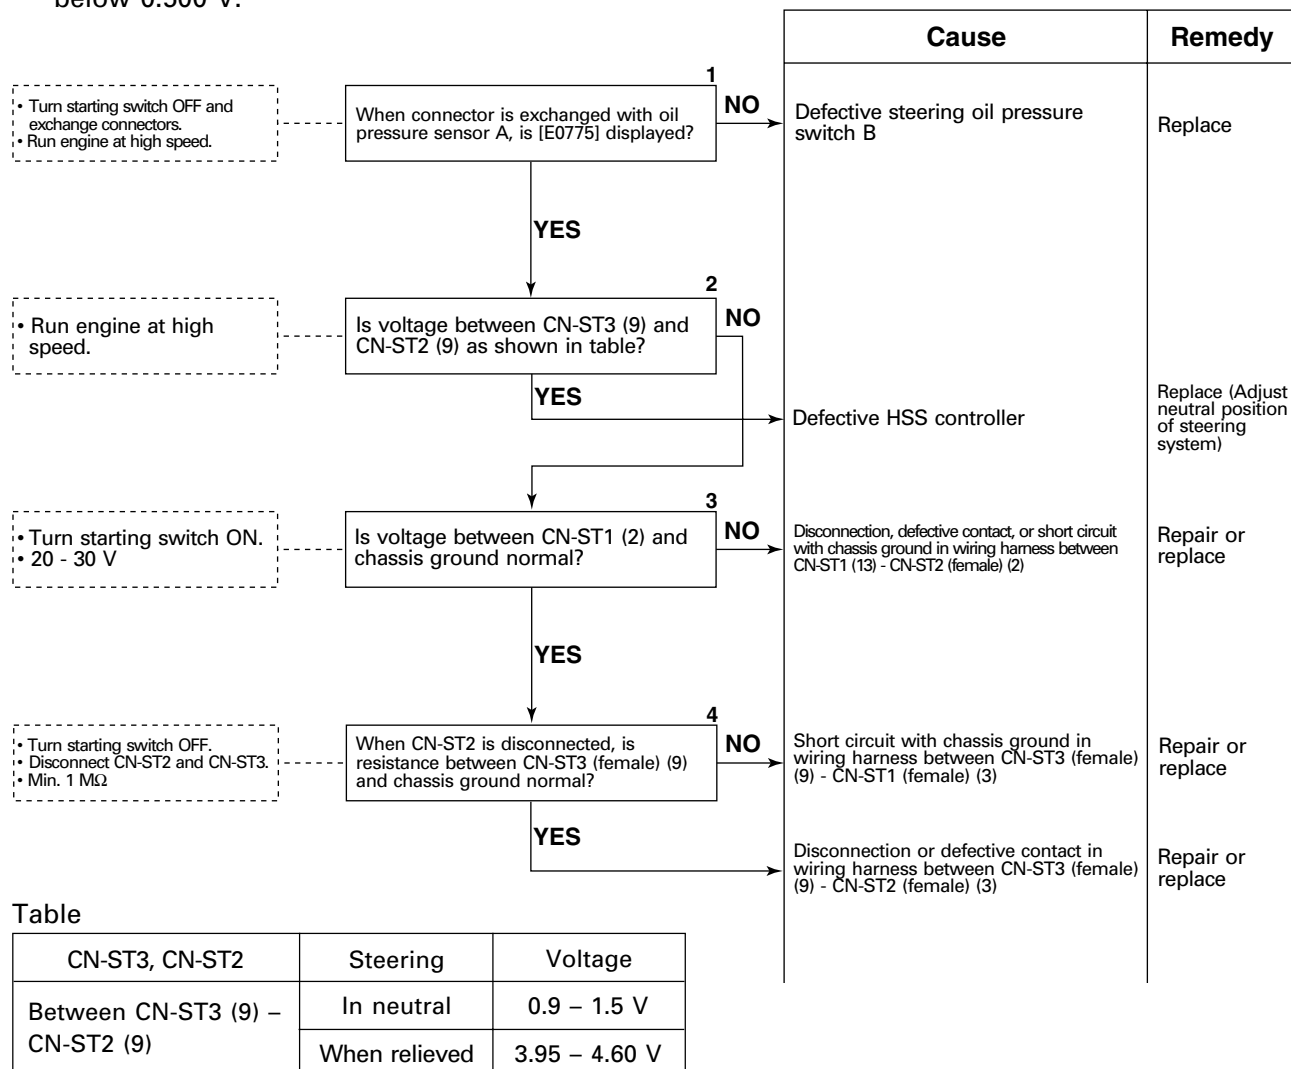 below 0.500 V.
Cause
Remedy
• Turn starting switch OFF and
exchange connectors.
• Run engine at high speed.
1
When connector is exchanged with oil
pressure sensor A, is [E0775] displayed?
NO
Defective steering oil pressure
switch B
Replace
YES
• Run engine at high
speed.
2
Is voltage between CN-ST3 (9) and
CN-ST2 (9) as shown in table?
NO
YES
Defective HSS controller
Replace (Adjust
neutral position
of steering
system)
• Turn starting switch ON.
• 20 - 30 V
3
Is voltage between CN-ST1 (2) and
chassis ground normal?
NO
Disconnection, defective contact, or short circuit
with chassis ground in wiring harness between
CN-ST1 (13) - CN-ST2 (female) (2)
Repair or
replace
YES
• Turn starting switch OFF.
• Disconnect CN-ST2 and CN-ST3.
• Min. 1 MΩ
4
When CN-ST2 is disconnected, is
resistance between CN-ST3 (female) (9)
and chassis ground normal?
NO
Short circuit with chassis ground in
wiring harness between CN-ST3 (female)
(9) - CN-ST1 (female) (3)
Repair or
replace
YES
Disconnection or defective contact in
wiring harness between CN-ST3 (female)
(9) - CN-ST2 (female) (3)
Repair or
replace
Table
CN-ST3, CN-ST2
Steering
Voltage
Between CN-ST3 (9) –
CN-ST2 (9)
In neutral
0.9 – 1.5 V
When relieved
3.95 – 4.60 V